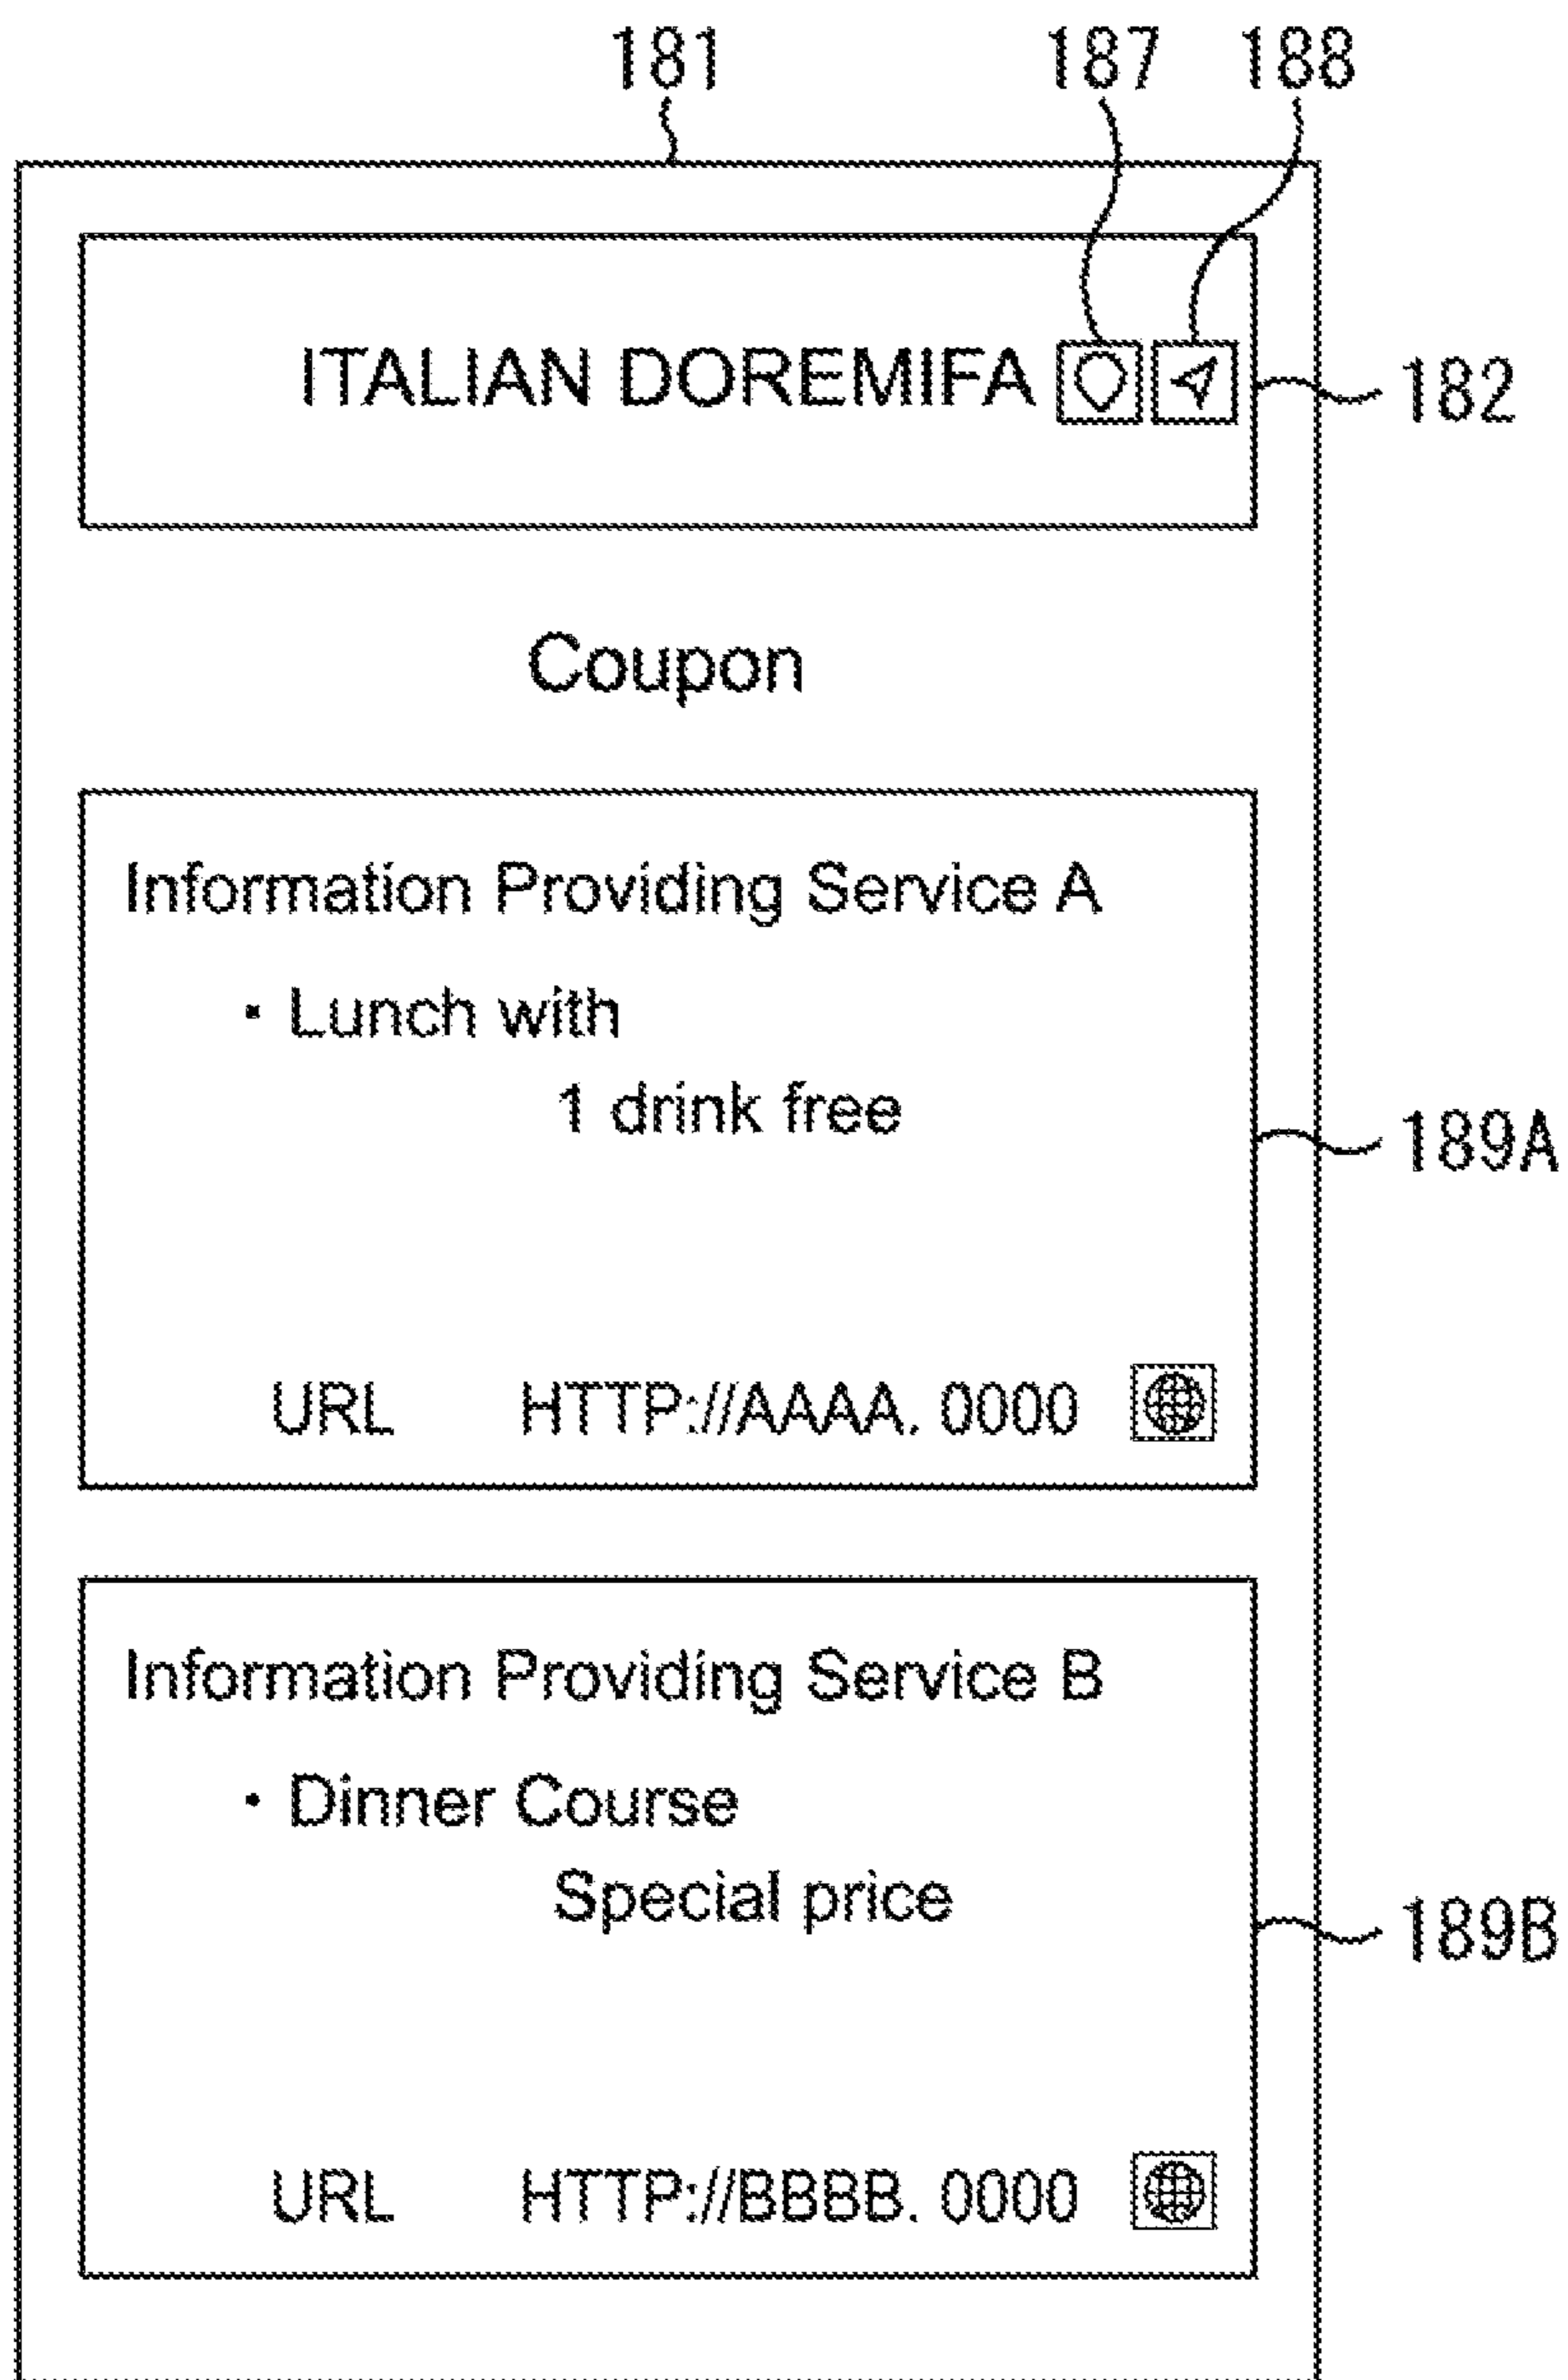 181 187 188
ITALIAN DOREMIFA
182
Coupon
Information Providing Service A
・Lunch with
1 drink free
189A
URL HTTP://AAAA. 0000
Information Providing Service B
・Dinner Course
Special price
189B
URL HTTP://BBBB. 0000